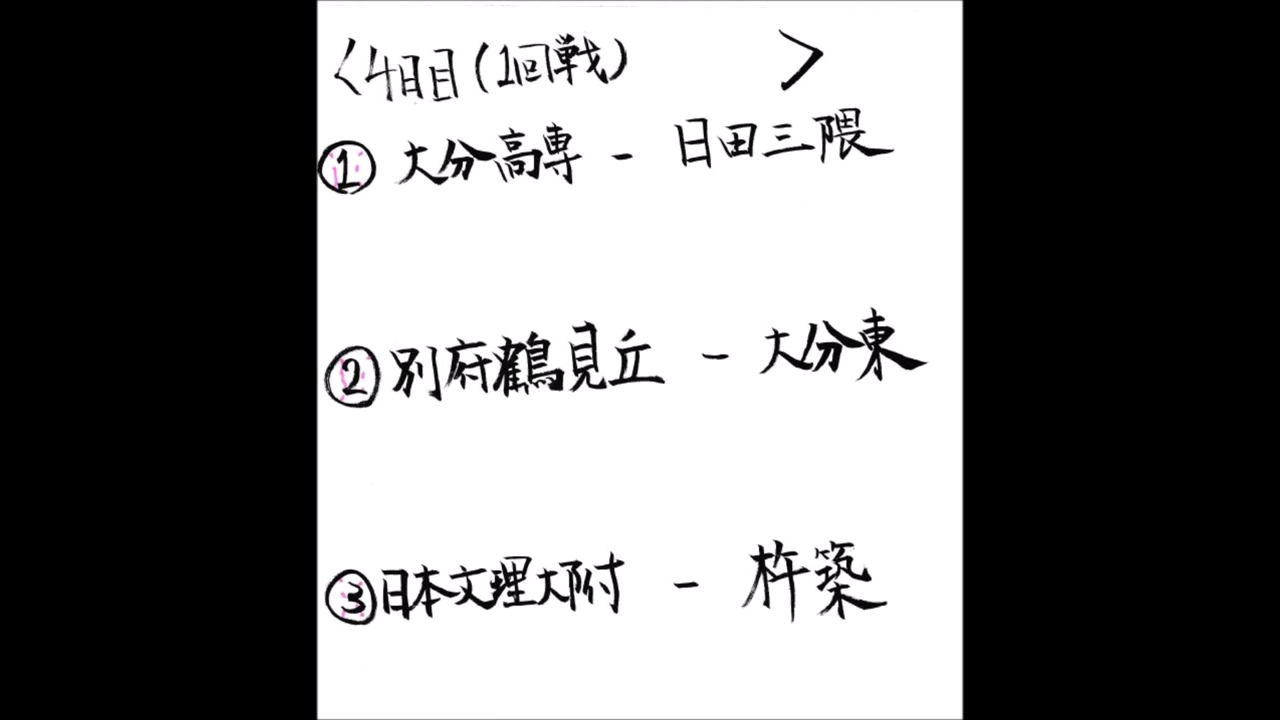 〈4日目(1回戦) 〉
① 大分高専 - 日田三隈
② 別府鶴見丘 - 大分東
③ 日本文理大附 - 杵築